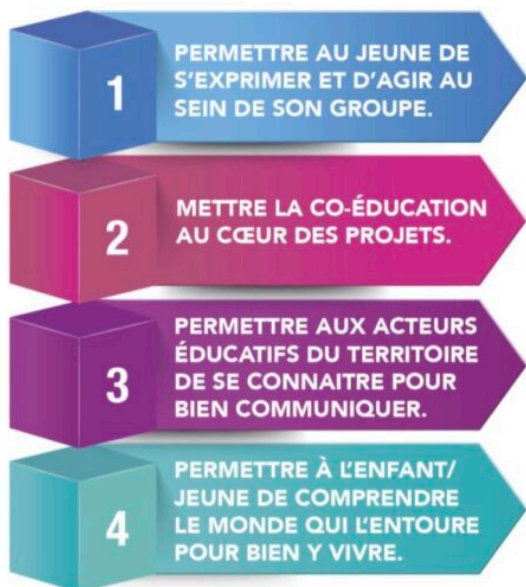 1
PERMETTRE AU JEUNE DE
S'EXPRIMER ET D'AGIR AU
SEIN DE SON GROUPE.
2
METTRE LA CO-ÉDUCATION
AU CŒUR DES PROJETS.
3
PERMETTRE AUX ACTEURS
ÉDUCATIFS DU TERRITOIRE
DE SE CONNAITRE POUR
BIEN COMMUNIQUER.
4
PERMETTRE À L'ENFANT/
JEUNE DE COMPRENDRE
LE MONDE QUI L'ENTOURE
POUR BIEN Y VIVRE.